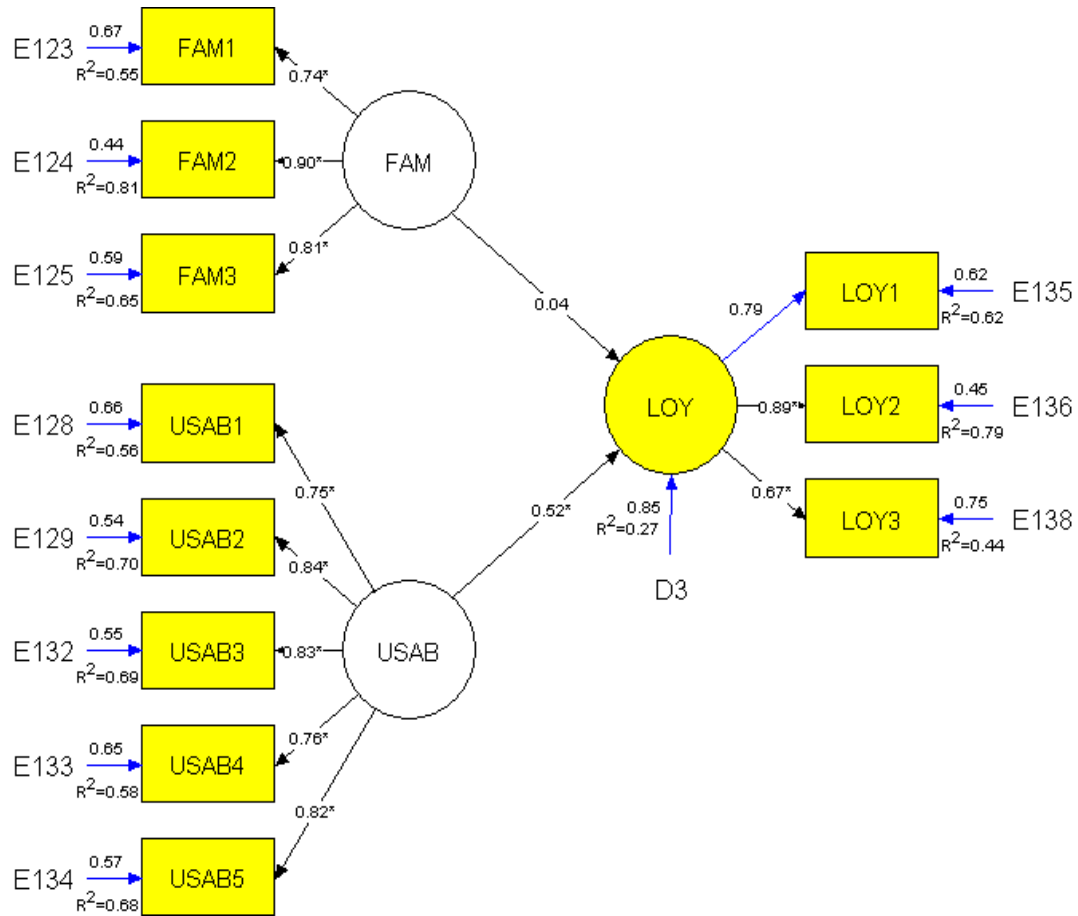 0.67
E123
FAM1
R²=0.55
0.74*
0.44
E124
FAM2
R²=0.81
0.90*
FAM
0.59
E125
FAM3
R²=0.65
0.81*
0.04
0.66
E128
USAB1
R²=0.56
0.75*
0.54
E129
USAB2
R²=0.70
0.84*
0.55
E132
USAB3
R²=0.69
0.83*
USAB
0.65
E133
USAB4
R²=0.58
0.76*
0.57
E134
USAB5
R²=0.68
0.82*
0.52*
LOY
0.85
R²=0.27
D3
0.79
LOY1
0.62
E135
R²=0.62
0.89*
LOY2
0.45
E136
R²=0.79
0.67*
LOY3
0.75
E138
R²=0.44